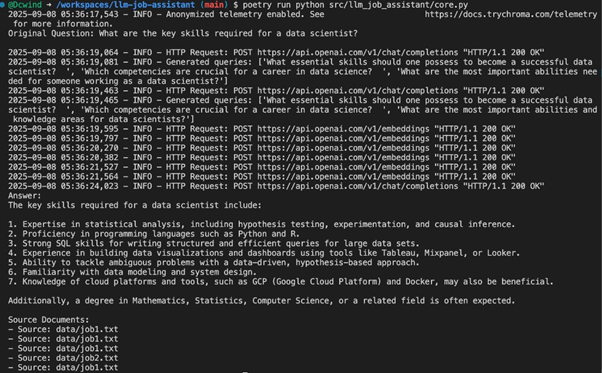 @Dcwind → /workspaces/llm-job-assistant (main) $ poetry run python src/llm_job_assistant/core.py
2025-09-08 05:36:17,543 - INFO - Anonymized telemetry enabled. See https://docs.trychroma.com/telemetry
for more information.
Original Question: What are the key skills required for a data scientist?
2025-09-08 05:36:19,064 - INFO - HTTP Request: POST https://api.openai.com/v1/chat/completions "HTTP/1.1 200 OK"
2025-09-08 05:36:19,081 - INFO - Generated queries: ['What essential skills should one possess to become a successful data
scientist?  ', 'Which competencies are crucial for a career in data science?  ', 'What are the most important abilities nee
ded for someone working as a data scientist?']
2025-09-08 05:36:19,463 - INFO - HTTP Request: POST https://api.openai.com/v1/chat/completions "HTTP/1.1 200 OK"
2025-09-08 05:36:19,465 - INFO - Generated queries: ['What essential skills should one possess to become a successful data
scientist?  ', 'Which competencies are crucial for a career in data science?  ', 'What are the most important abilities and
knowledge areas for data scientists?']
2025-09-08 05:36:19,595 - INFO - HTTP Request: POST https://api.openai.com/v1/embeddings "HTTP/1.1 200 OK"
2025-09-08 05:36:19,797 - INFO - HTTP Request: POST https://api.openai.com/v1/embeddings "HTTP/1.1 200 OK"
2025-09-08 05:36:20,270 - INFO - HTTP Request: POST https://api.openai.com/v1/embeddings "HTTP/1.1 200 OK"
2025-09-08 05:36:20,382 - INFO - HTTP Request: POST https://api.openai.com/v1/embeddings "HTTP/1.1 200 OK"
2025-09-08 05:36:21,527 - INFO - HTTP Request: POST https://api.openai.com/v1/embeddings "HTTP/1.1 200 OK"
2025-09-08 05:36:21,564 - INFO - HTTP Request: POST https://api.openai.com/v1/embeddings "HTTP/1.1 200 OK"
2025-09-08 05:36:24,023 - INFO - HTTP Request: POST https://api.openai.com/v1/chat/completions "HTTP/1.1 200 OK"
Answer:
The key skills required for a data scientist include:
1. Expertise in statistical analysis, including hypothesis testing, experimentation, and causal inference.
2. Proficiency in programming languages such as Python and R.
3. Strong SQL skills for writing structured and efficient queries for large data sets.
4. Experience in building data visualizations and dashboards using tools like Tableau, Mixpanel, or Looker.
5. Ability to tackle ambiguous problems with a data-driven, hypothesis-based approach.
6. Familiarity with data modeling and system design.
7. Knowledge of cloud platforms and tools, such as GCP (Google Cloud Platform) and Docker, may also be beneficial.
Additionally, a degree in Mathematics, Statistics, Computer Science, or a related field is often expected.
Source Documents:
- Source: data/job1.txt
- Source: data/job1.txt
- Source: data/job1.txt
- Source: data/job2.txt
- Source: data/job1.txt